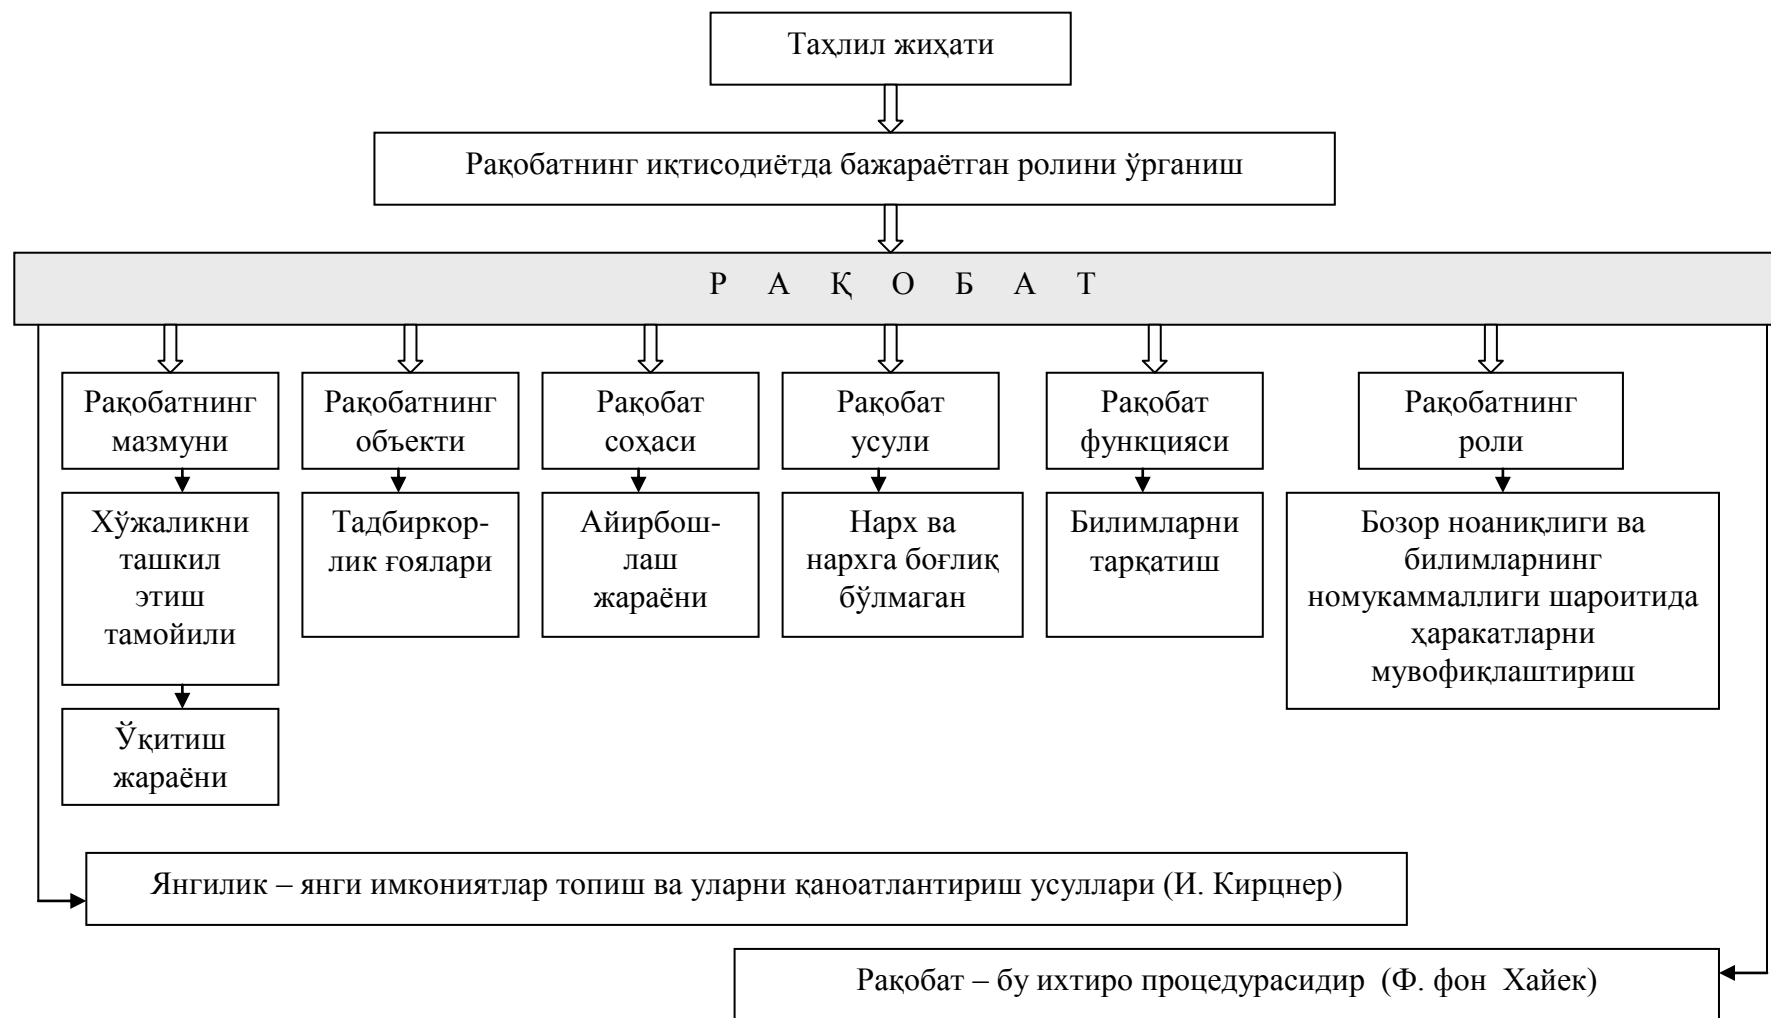 Таҳлил жиҳати
Рақобатнинг иқтисодиётда бажараётган ролини ўрганиш
Р А Қ О Б А Т
Рақобатнинг
мазмуни
Рақобатнинг
объекти
Рақобат
соҳаси
Рақобат
усули
Рақобат
функцияси
Рақобатнинг
роли
Хўжаликни
ташкил
этиш
тамойили
Тадбиркор-
лик ғоялари
Айирбош-
лаш
жараёни
Нарх ва
нархга боғлиқ
бўлмаган
Билимларни
тарқатиш
Бозор ноаниқлиги ва
билимларнинг
номукаммаллиги шароитида
ҳаракатларни
мувофиқлаштириш
Ўқитиш
жараёни
Янгилик – янги имкониятлар топиш ва уларни қаноатлантириш усуллари (И. Кирцнер)
Рақобат – бу ихтиро процедурасидир (Ф. фон Хайек)